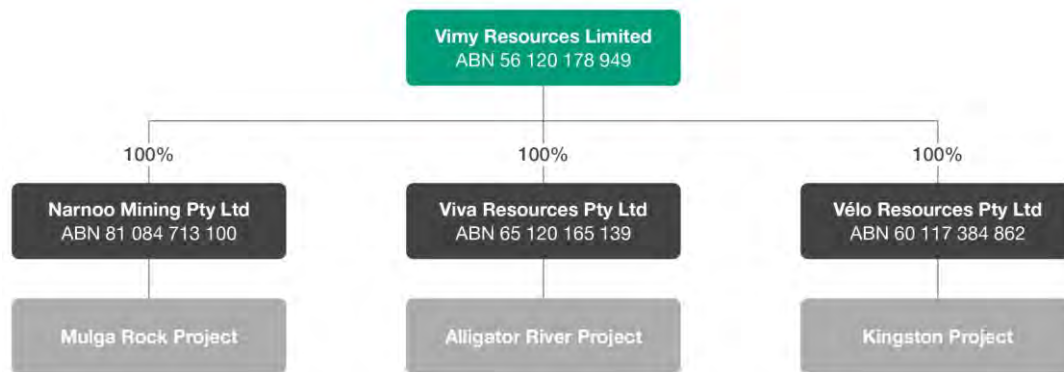 Vimy Resources Limited
ABN 56 120 178 949
100%
100%
100%
Narnoo Mining Pty Ltd
ABN 81 084 713 100
Viva Resources Pty Ltd
ABN 65 120 165 139
Vélo Resources Pty Ltd
ABN 60 117 384 862
Mulga Rock Project
Alligator River Project
Kingston Project